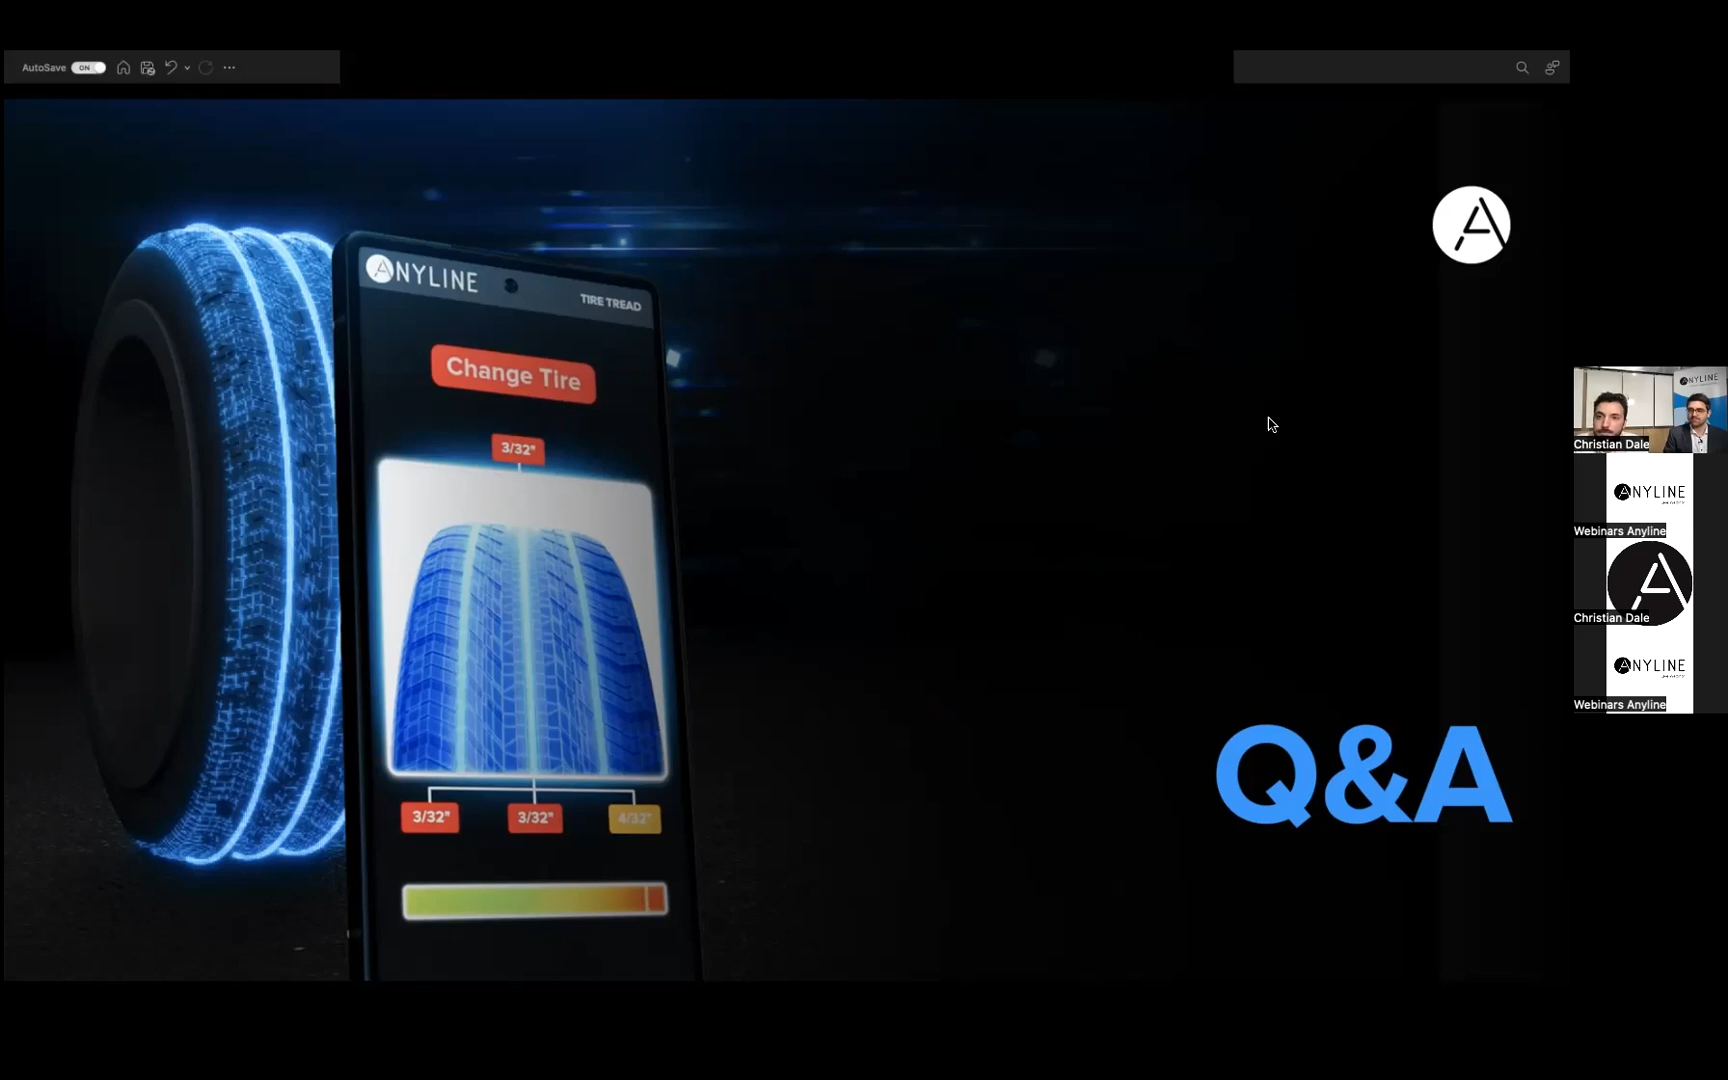 AutoSave ON
ANYLINE
TIRE TREAD
Change Tire
3/32"
3/32"
3/32"
4/32"
Q&A
ANYLINE
Christian Dale
ANYLINE
Webinars Anyline
Christian Dale
ANYLINE
Webinars Anyline